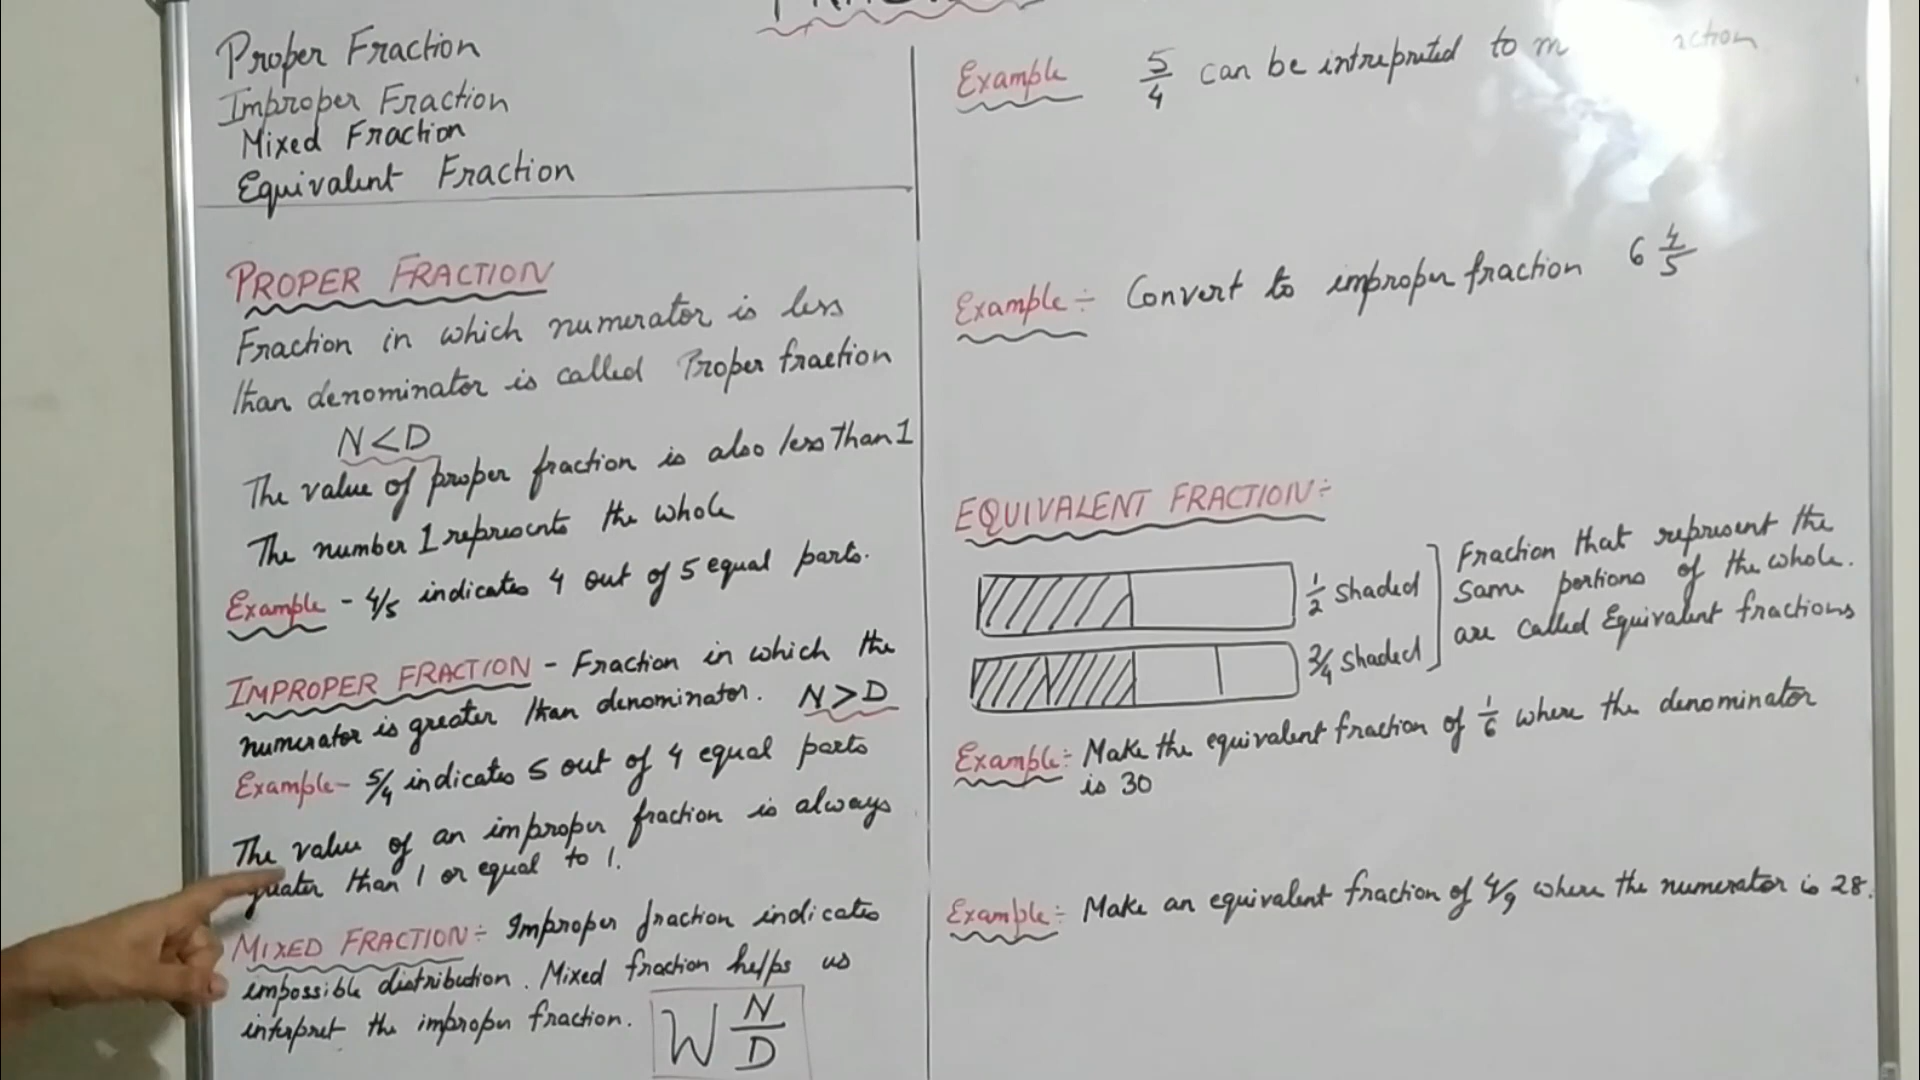 Proper Fraction
Improper Fraction
Mixed Fraction
Equivalent Fraction
PROPER FRACTION
Fraction in which numerator is less
than denominator is called Proper fraction
N<D
The value of proper fraction is also less than 1
The number 1 represents the whole
Example - 4/5 indicates 4 out of 5 equal parts.
IMPROPER FRACTION - Fraction in which the
numerator is greater than denominator. N>D
Example- 5/4 indicates 5 out of 4 equal parts
The value of an improper fraction is always
greater than 1 or equal to 1.
MIXED FRACTION:- Improper fraction indicates
impossible distribution. Mixed fraction helps us
interpret the improper fraction. W N/D
Example 5/4 can be intrepreted to
Example:- Convert to improper fraction 6 4/5
EQUIVALENT FRACTION:-
1/2 shaded
2/4 shaded
Fraction that represent the
same portions of the whole.
are called Equivalent fractions
Example:- Make the equivalent fraction of 1/6 where the denominator
is 30
Example:- Make an equivalent fraction of 4/9 where the numerator is 28.